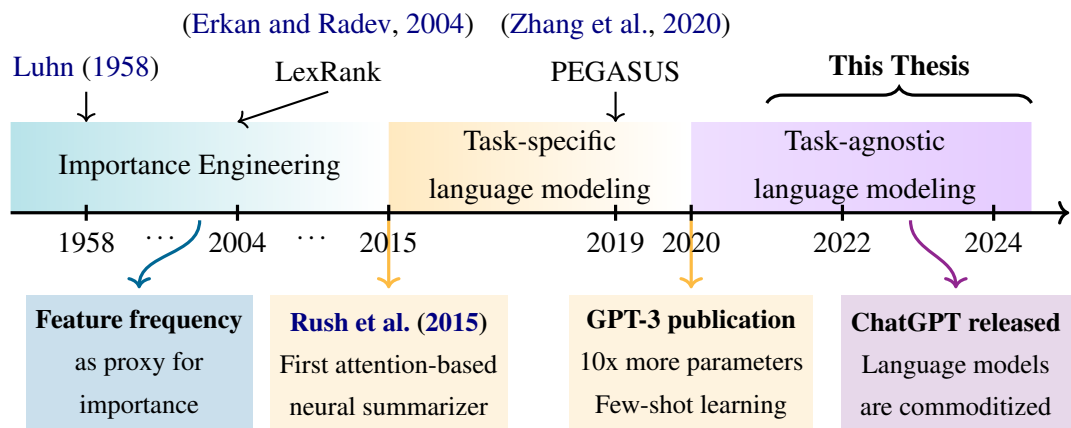 (Erkan and Radev, 2004) (Zhang et al., 2020)
Luhn (1958) LexRank PEGASUS This Thesis
Importance Engineering
Task-specific
language modeling
Task-agnostic
language modeling
1958 ... 2004 ... 2015 2019 2020 2022 2024
Feature frequency
as proxy for
importance
Rush et al. (2015)
First attention-based
neural summarizer
GPT-3 publication
10x more parameters
Few-shot learning
ChatGPT released
Language models
are commoditized